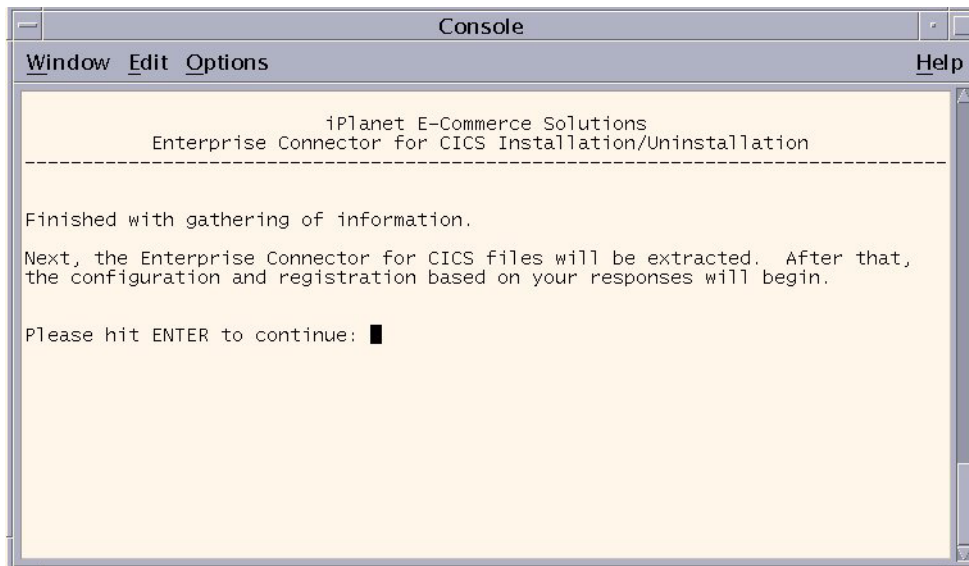 Console
Window Edit Options Help
iPlanet E-Commerce Solutions
Enterprise Connector for CICS Installation/Uninstallation
--------------------------------------------------------------------------------
Finished with gathering of information.
Next, the Enterprise Connector for CICS files will be extracted.  After that,
the configuration and registration based on your responses will begin.
Please hit ENTER to continue: